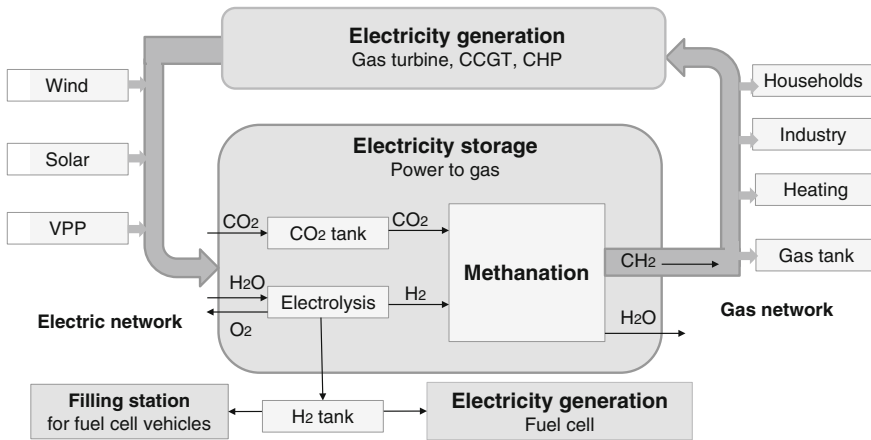 Electricity generation
Gas turbine, CCGT, CHP
Wind
Solar
VPP
Households
Industry
Heating
Gas tank
Electricity storage
Power to gas
CO2
CO2 tank
CO2
Methanation
CH2
H2O
Electrolysis
H2
O2
H2O
Electric network
Gas network
Filling station
for fuel cell vehicles
H2 tank
Electricity generation
Fuel cell